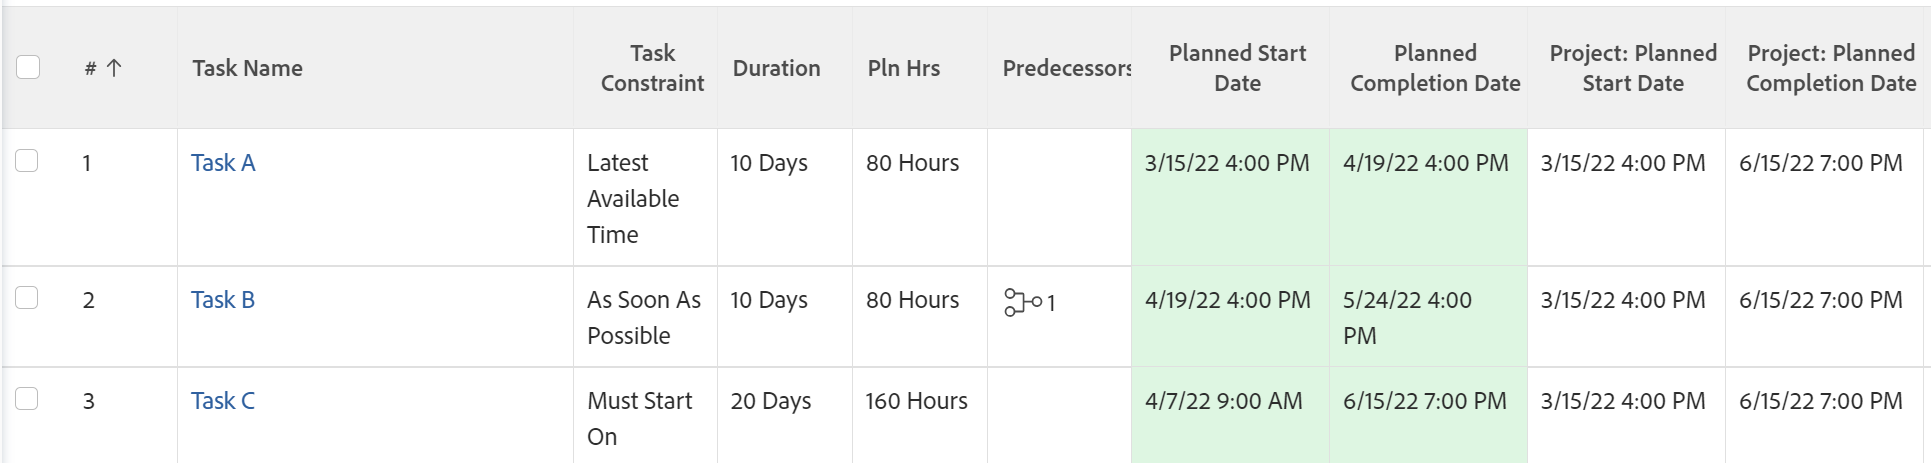 # ↑ Task Name Task Constraint Duration Pln Hrs Predecessors Planned Start Date Planned Completion Date Project: Planned Start Date Project: Planned Completion Date
1 Task A Latest Available Time 10 Days 80 Hours 3/15/22 4:00 PM 4/19/22 4:00 PM 3/15/22 4:00 PM 6/15/22 7:00 PM
2 Task B As Soon As Possible 10 Days 80 Hours 1 4/19/22 4:00 PM 5/24/22 4:00 PM 3/15/22 4:00 PM 6/15/22 7:00 PM
3 Task C Must Start On 20 Days 160 Hours 4/7/22 9:00 AM 6/15/22 7:00 PM 3/15/22 4:00 PM 6/15/22 7:00 PM